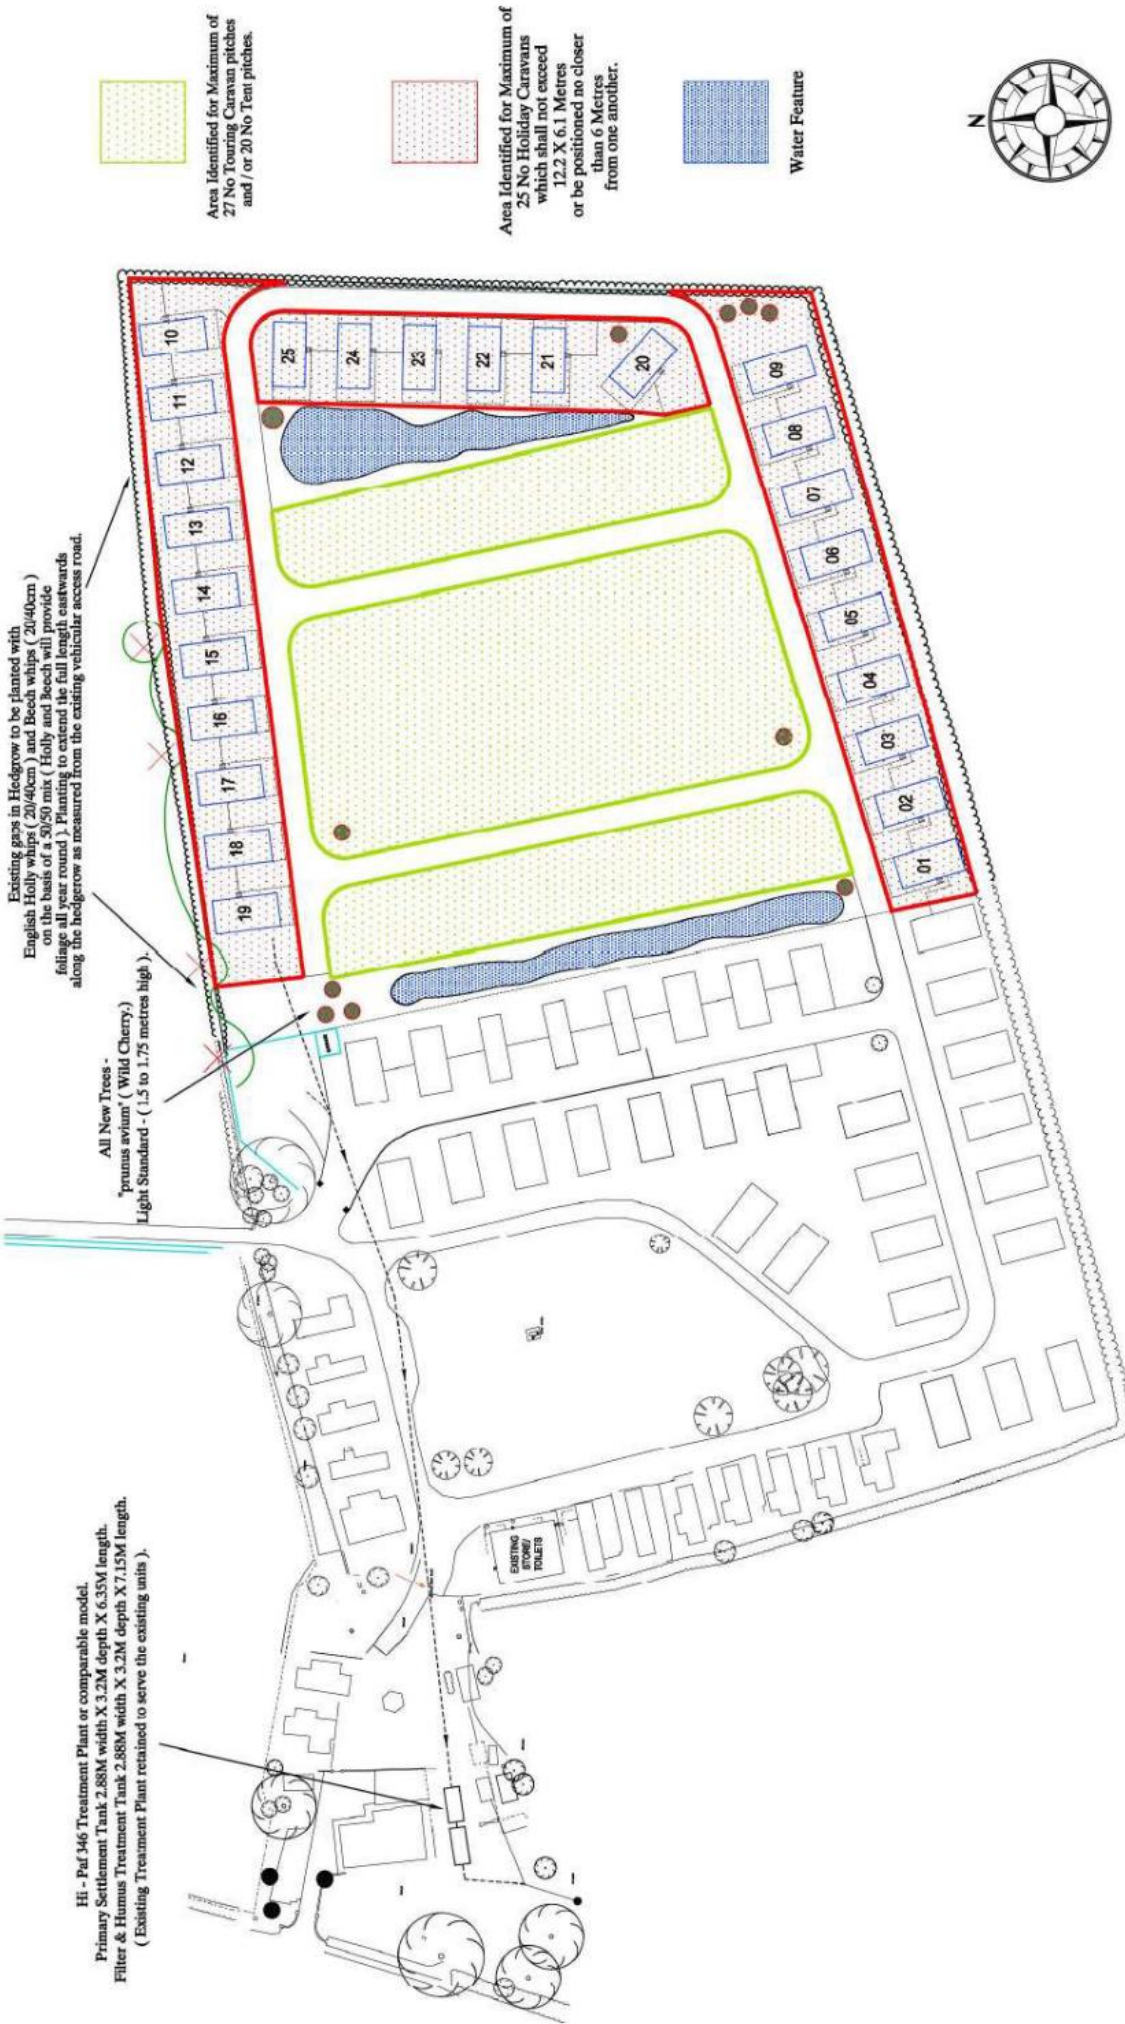 Existing gaps in Hedgrow to be planted with
English Holly whips ( 20/40cm ) and Beech whips ( 20/40cm )
on the basis of a 50/50 mix ( Holly and Beech will provide
foliage all year round ). Planting to extend the full length eastwards
along the hedgerow as measured from the existing vehicular access road.
Area Identified for Maximum of
27 No Touring Caravan pitches
and / or 20 No Tent pitches.
Area Identified for Maximum of
25 No Holiday Caravans
which shall not exceed
12.2 X 6.1 Metres
or be positioned no closer
than 6 Metres
from one another.
Water Feature
N
10
11
12
13
14
15
16
17
18
19
25
24
23
22
21
20
09
08
07
06
05
04
03
02
01
All New Trees -
"prunus avium" ( Wild Cherry.)
Light Standard - ( 1.5 to 1.75 metres high ).
EXISTING
STORE/
TOILETS
Hi - Paf 346 Treatment Plant or comparable model.
Primary Settlement Tank 2.88M width X 3.2M depth X 6.35M length.
Filter & Humus Treatment Tank 2.88M width X 3.2M depth X 7.15M length.
( Existing Treatment Plant retained to serve the existing units ).